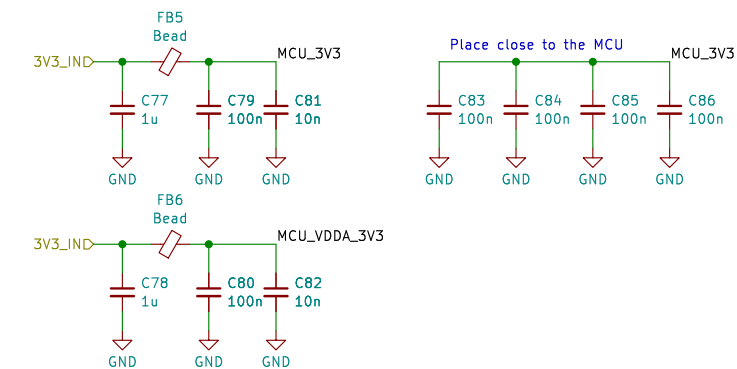 FB5
Bead
3V3_IN
MCU_3V3
C77
1u
C79
100n
C81
10n
GND
GND
GND
Place close to the MCU
MCU_3V3
C83
100n
C84
100n
C85
100n
C86
100n
GND
GND
GND
GND
FB6
Bead
3V3_IN
MCU_VDDA_3V3
C78
1u
C80
100n
C82
10n
GND
GND
GND